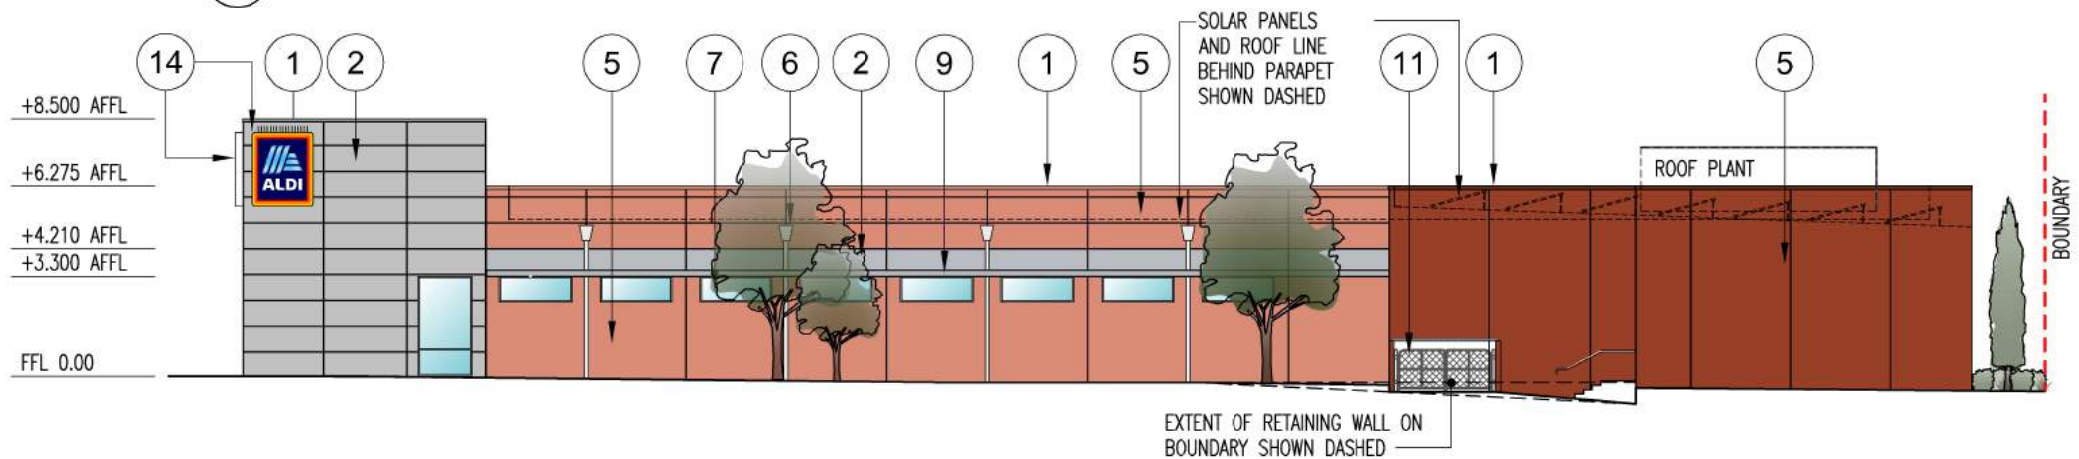 14
1
2
5
7
6
2
9
1
5
SOLAR PANELS
AND ROOF LINE
BEHIND PARAPET
SHOWN DASHED
11
1
5
+8.500 AFFL
+6.275 AFFL
+4.210 AFFL
+3.300 AFFL
FFL 0.00
ALDI
ROOF PLANT
BOUNDARY
EXTENT OF RETAINING WALL ON
BOUNDARY SHOWN DASHED